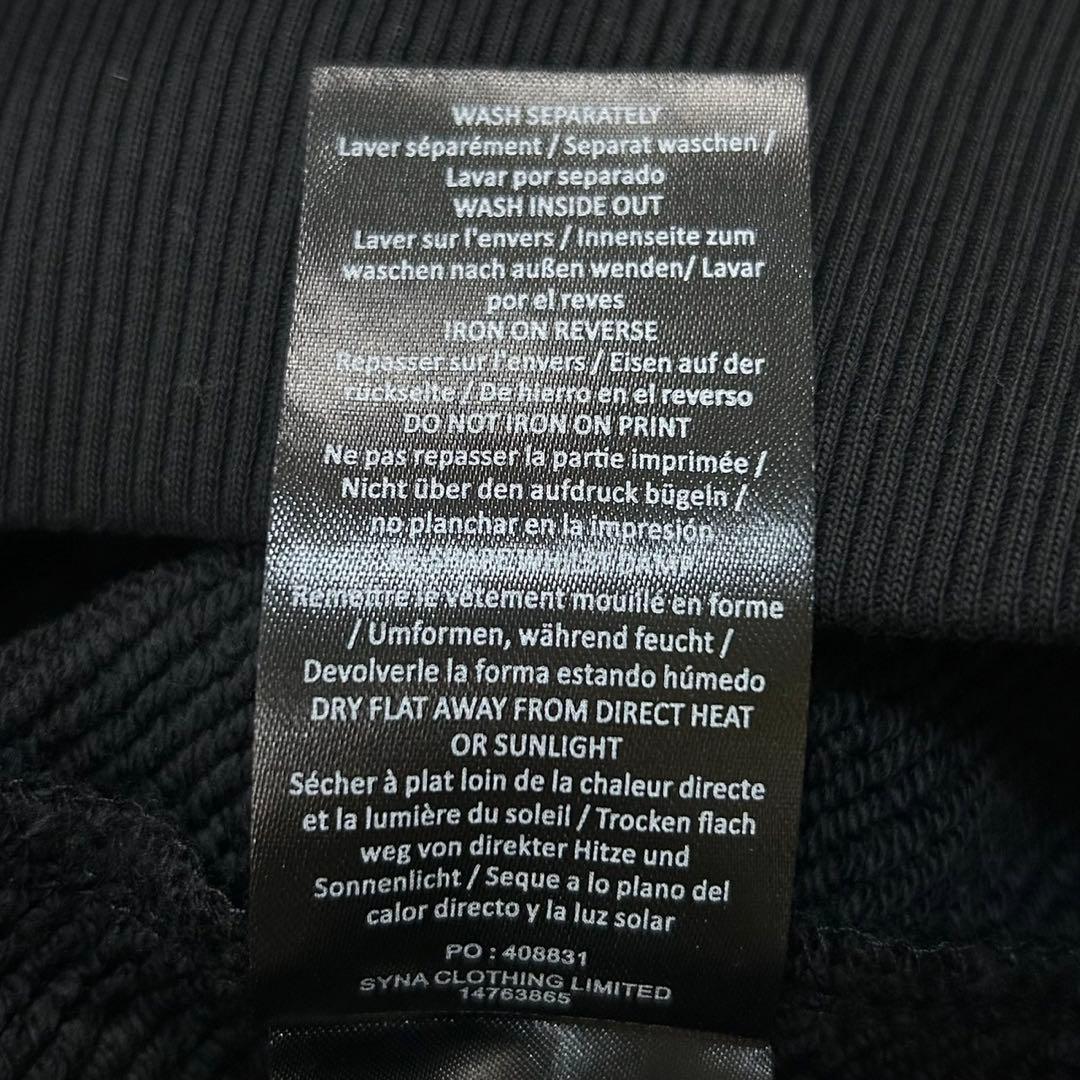 WASH SEPARATELY
Laver séparément / Separat waschen /
Lavar por separado
WASH INSIDE OUT
Laver sur l'envers / Innenseite zum
waschen nach außen wenden/ Lavar
por el reves
IRON ON REVERSE
Repasser sur l'envers / Eisen auf der
rückseite / De hierro en el reverso
DO NOT IRON ON PRINT
Ne pas repasser la partie imprimée /
Nicht über den aufdruck bügeln /
no planchar en la impresión
RESHAPE WHILST DAMP
Remettre le vêtement mouillé en forme
/ Umformen, während feucht /
Devolverle la forma estando húmedo
DRY FLAT AWAY FROM DIRECT HEAT
OR SUNLIGHT
Sécher à plat loin de la chaleur directe
et la lumière du soleil / Trocken flach
weg von direkter Hitze und
Sonnenlicht / Seque a lo plano del
calor directo y la luz solar
PO : 408831
SYNA CLOTHING LIMITED
14763865